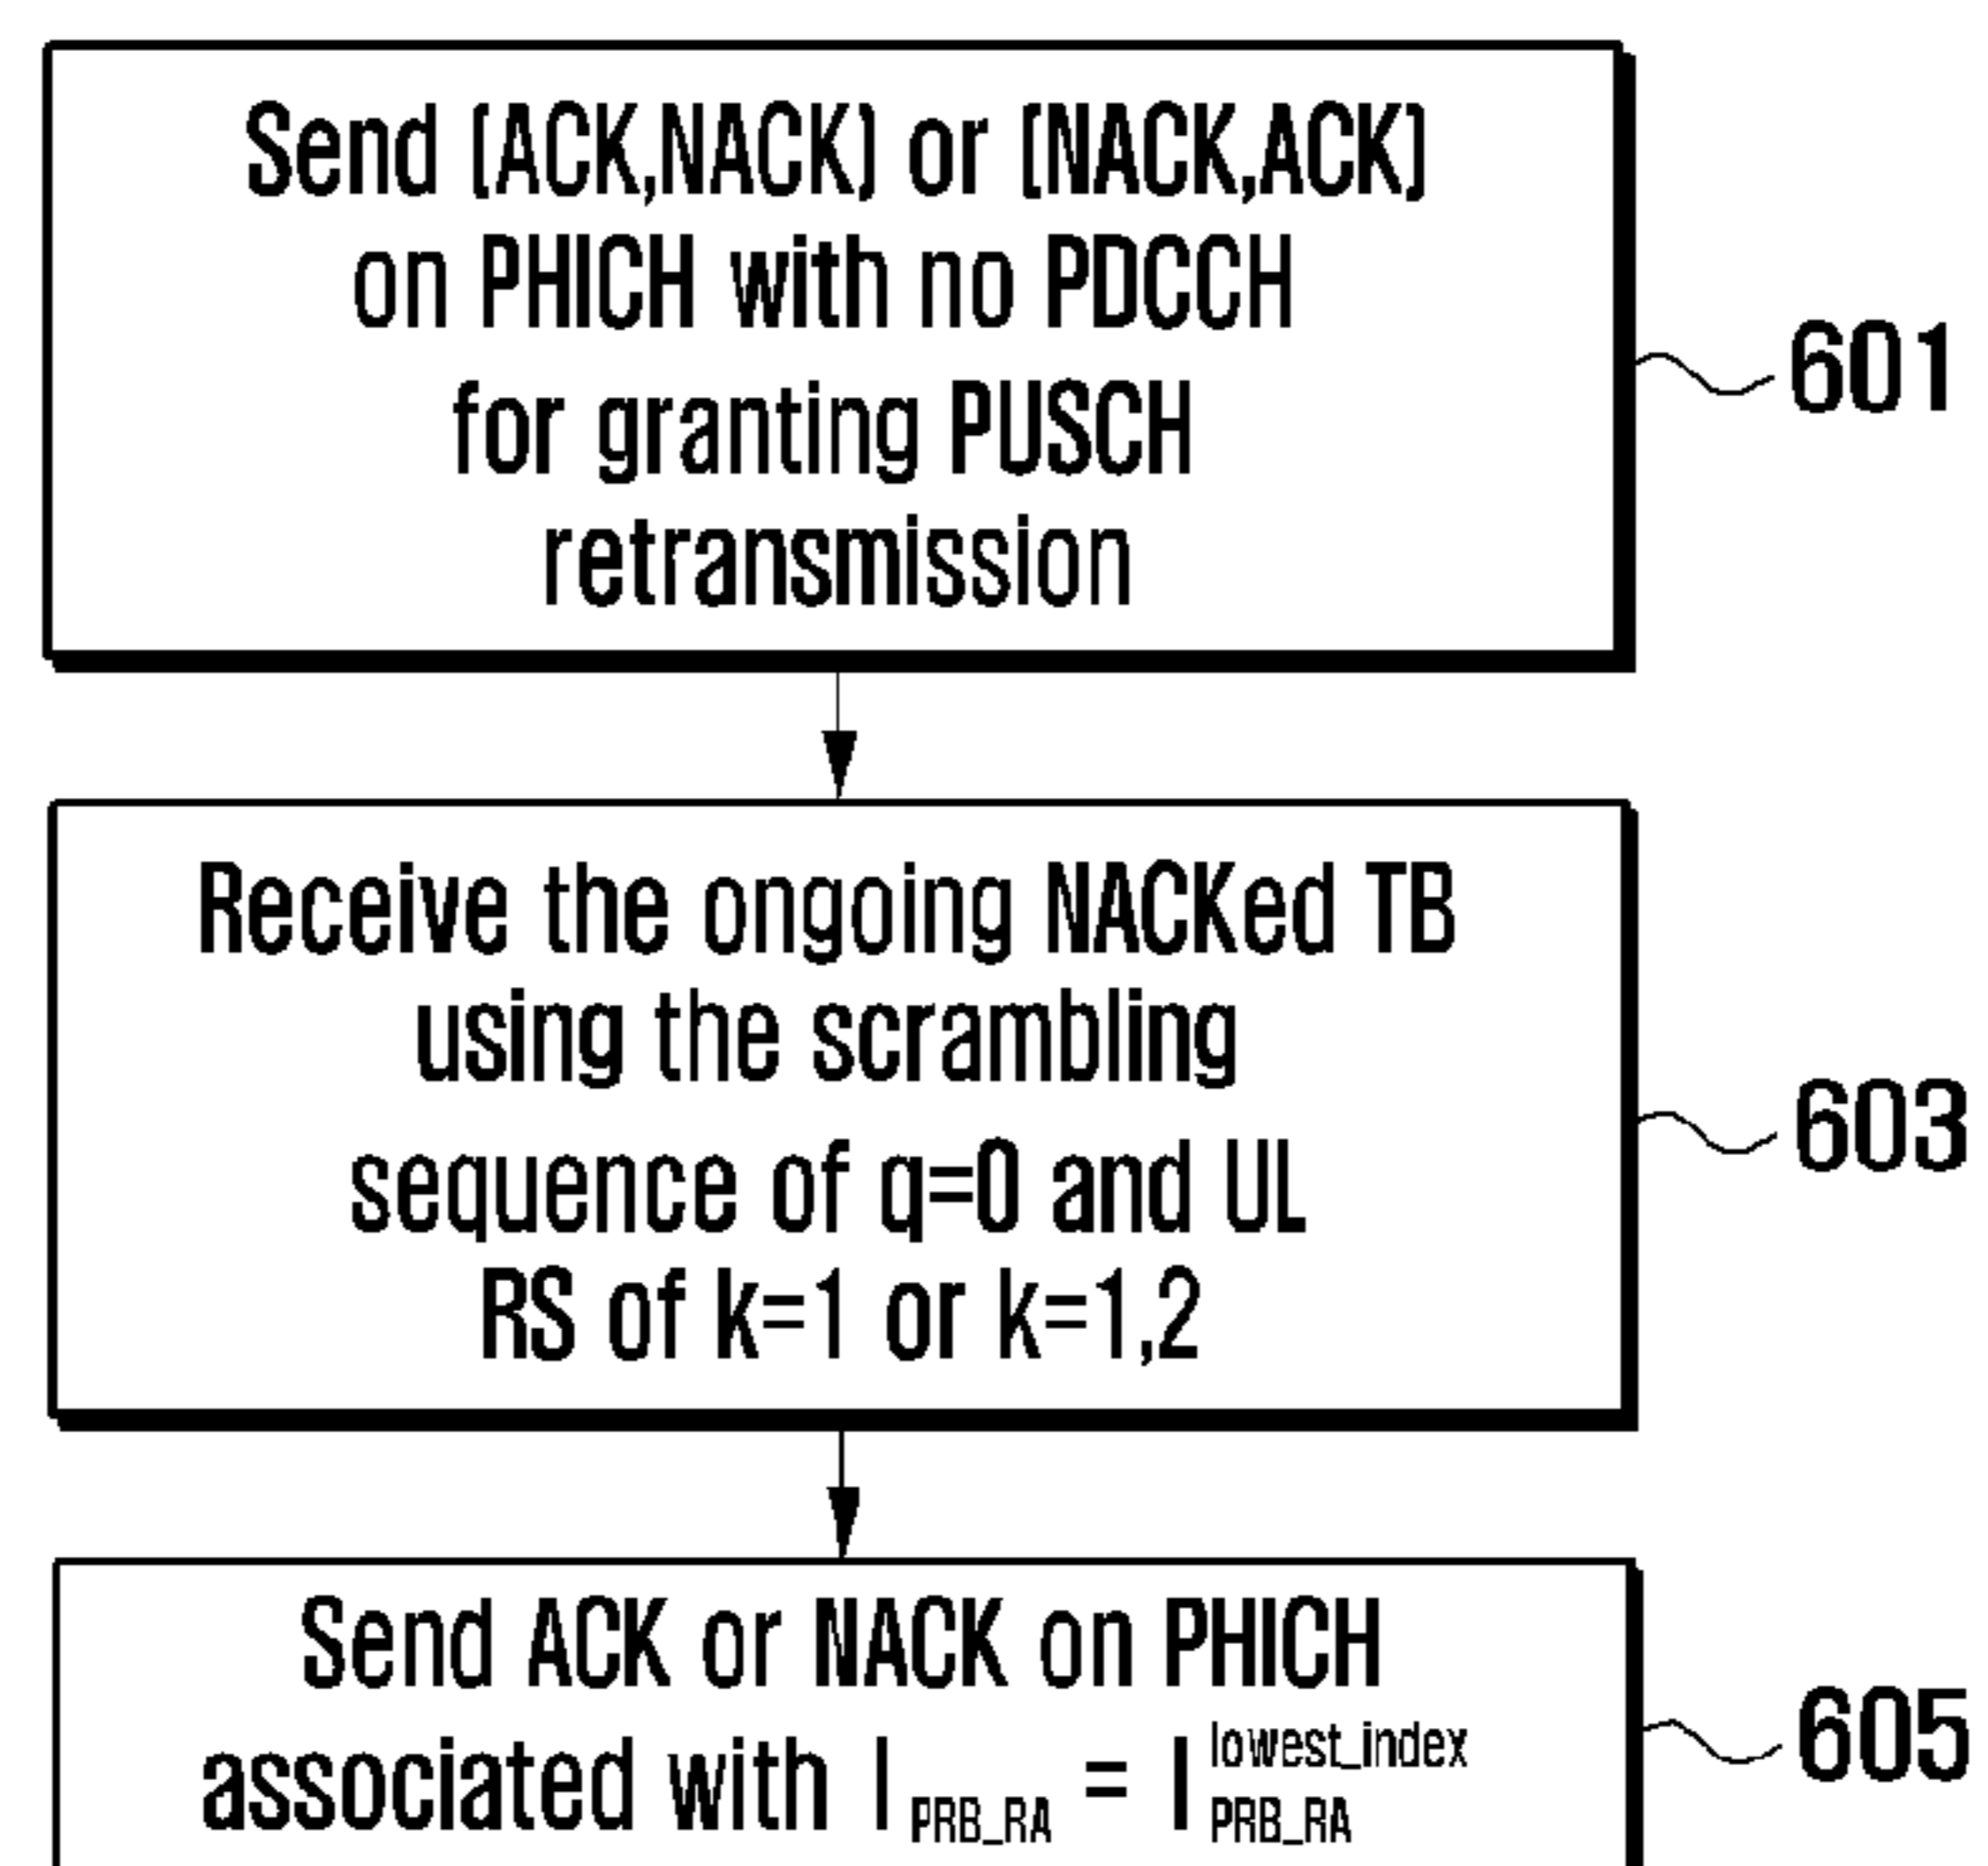 Send (ACK,NACK) or (NACK,ACK)
on PHICH with no PDCCH
for granting PUSCH
retransmission
601
Receive the ongoing NACKed TB
using the scrambling
sequence of q=0 and UL
RS of k=1 or k=1,2
603
Send ACK or NACK on PHICH
associated with I PRB_RA = I lowest_index PRB_RA
605